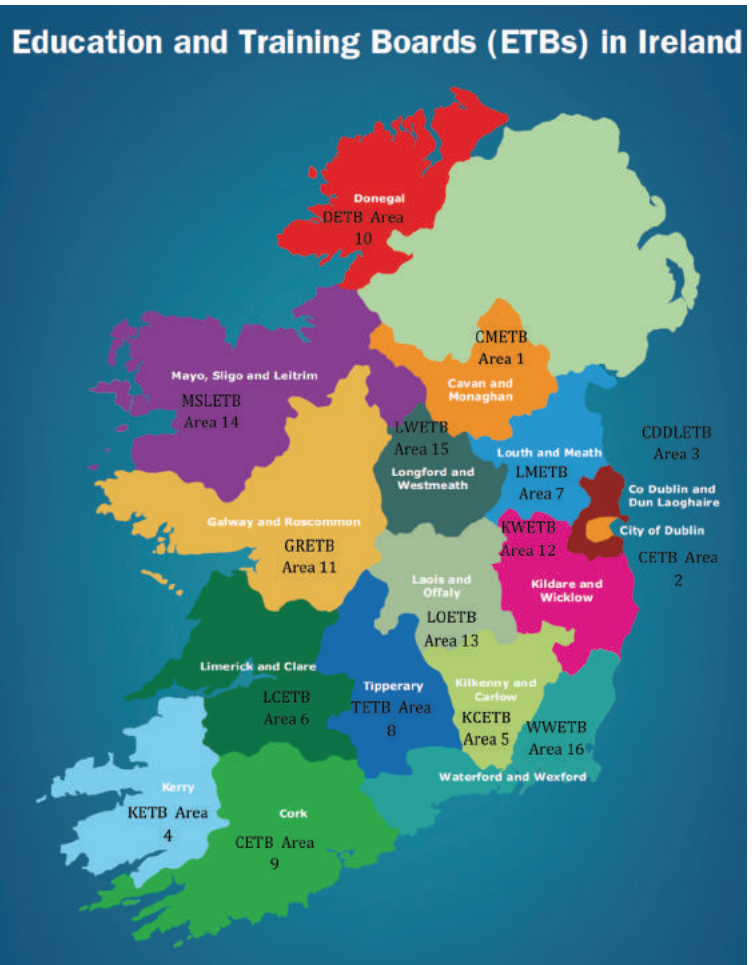 Education and Training Boards (ETBs) in Ireland
Donegal
DETB Area
10
CMETB
Area 1
Cavan and
Monaghan
Mayo, Sligo and Leitrim
MSLETB
Area 14
LWETB
Area 15
Longford and
Westmeath
Louth and Meath
LMETB
Area 7
CDDLETB
Area 3
Co Dublin and
Dun Laoghaire
City of Dublin
CETB Area
2
Galway and Roscommon
GRETB
Area 11
KWETB
Area 12
Kildare and
Wicklow
Laois and
Offaly
LOETB
Area 13
Limerick and Clare
LCETB
Area 6
Tipperary
TETB Area
8
Kilkenny and
Carlow
KCETB
Area 5
WWETB
Area 16
Waterford and Wexford
Kerry
KETB Area
4
Cork
CETB Area
9